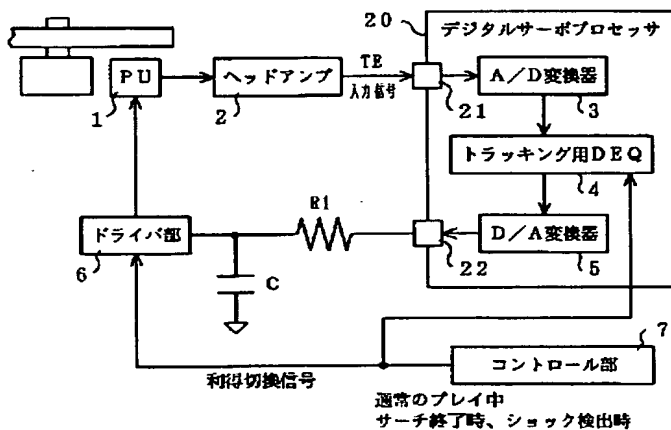 20
デジタルサーボプロセッサ
PU
1
ヘッドアンプ
2
TE
入力信号
21
A/D変換器
3
トラッキング用DEQ
4
R1
ドライバ部
6
22
D/A変換器
5
C
7
利得切換信号
コントロール部
通常のプレイ中
サーチ終了時、ショック検出時